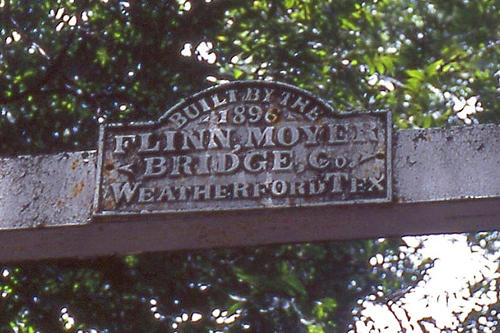 BUILT BY THE
1896
FLINN, MOYER
BRIDGE, Co.
WEATHERFORD TEX